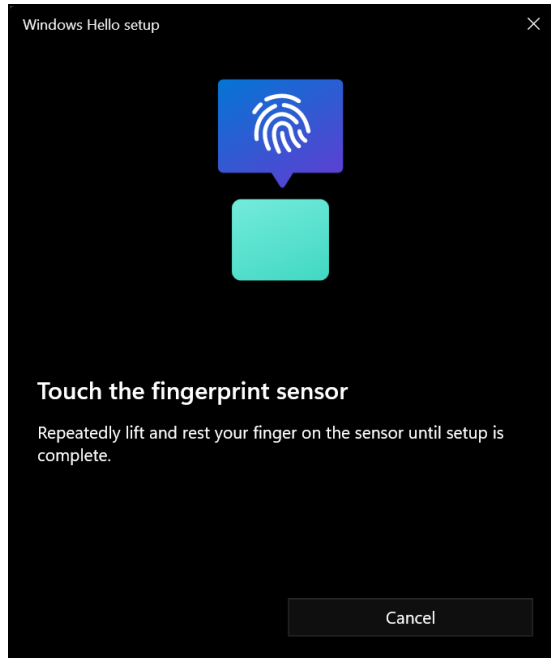 Windows Hello setup
Touch the fingerprint sensor
Repeatedly lift and rest your finger on the sensor until setup is
complete.
Cancel